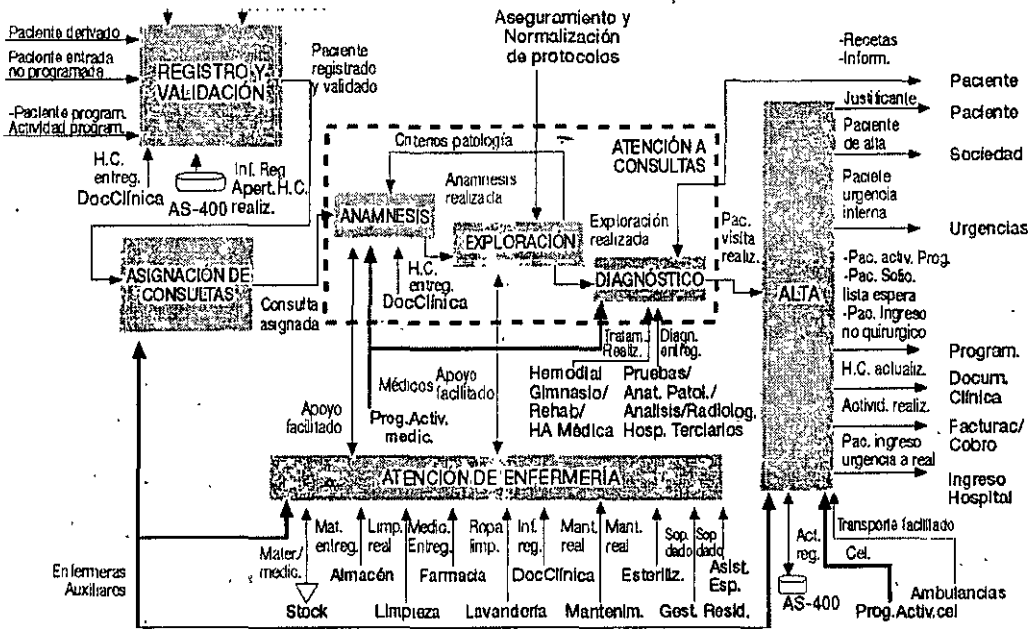 Paciente derivado
Paciente entrada
no programada
-Paciente program.
Actividad program.
REGISTRO Y
VALIDACIÓN
Paciente
registrado
y validado
H.C.
entreg.
DocClínica
AS-400
Inf. Reg
Apert. H.C.
realiz.
ASIGNACIÓN DE
CONSULTAS
Consulta
asignada
Aseguramiento y
Normalización
de protocolos
ATENCIÓN A
CONSULTAS
Criterios patología
ANAMNESIS
Anamnesis
realizada
EXPLORACIÓN
Exploración
realizada
DIAGNÓSTICO
H.C.
entreg.
DocClínica
Pac.
visita
realiz.
Tratam.
Realiz.
Diagn.
entreg.
Hemodial
Gimnasio/
Rehab/
HA Médica
Pruebas/
Anat. Patol./
Analisis/Radiolog.
Hosp. Terciarios
Médicos
Prog.Activ.
medic.
Apoyo
facilitado
Apoyo
facilitado
ATENCIÓN DE ENFERMERÍA
Enfermeras
Auxiliares
Mater./
medic.
Stock
Mat.
entreg.
Almacén
Limp.
real
Limpieza
Medic.
Entreg.
Farmacia
Ropa
limp.
Lavandería
Inf.
reg.
DocClínica
Mant.
real
Mantenim.
Mant.
real
Esteriliz.
Sop.
dado
Gest. Resid.
Sop
dado
Asist.
Esp.
ALTA
-Recetas
-Inform.
Paciente
Justificante
Paciente
Paciente
de alta
Sociedad
Paciete
urgencia
interna
Urgencias
-Pac. activ. Prog.
-Pac. Solic.
lista espera
-Pac. Ingreso
no quirurgico
Program.
H.C. actualiz.
Docum.
Clínica
Activid. realiz.
Facturac/
Cobro
Pac. ingreso
urgencia a real
Ingreso
Hospital
Act.
reg.
AS-400
Transporte facilitado
Cel.
Ambulancias
Prog.Activ.cel